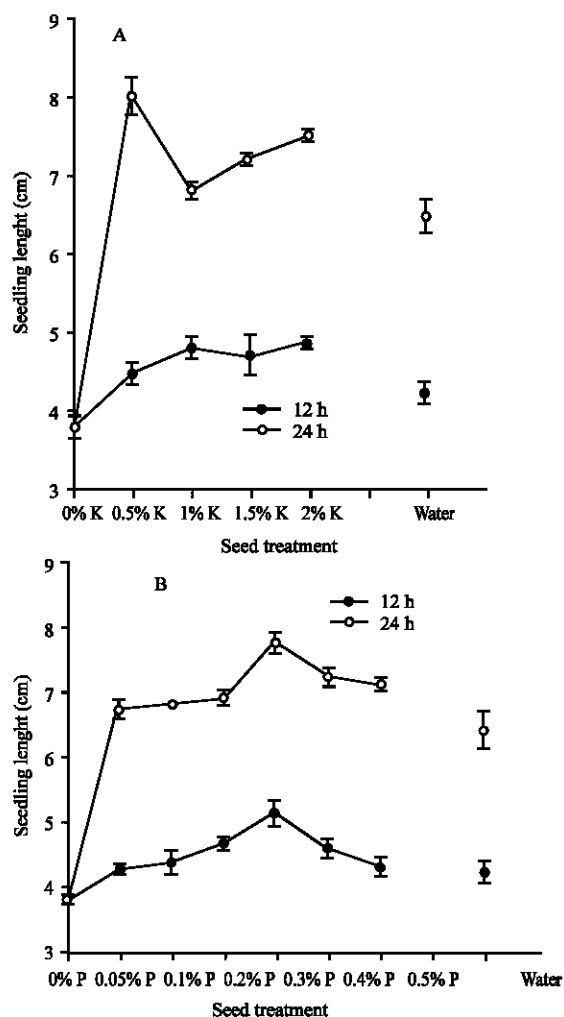 9
A
8
7
6
5
4
3
Seedling lenght (cm)
12 h
24 h
0% K 0.5% K 1% K 1.5% K 2% K Water
Seed treatment
9
B
8
7
6
5
4
3
Seedling lenght (cm)
12 h
24 h
0% P 0.05% P 0.1% P 0.2% P 0.3% P 0.4% P 0.5% P Water
Seed treatment